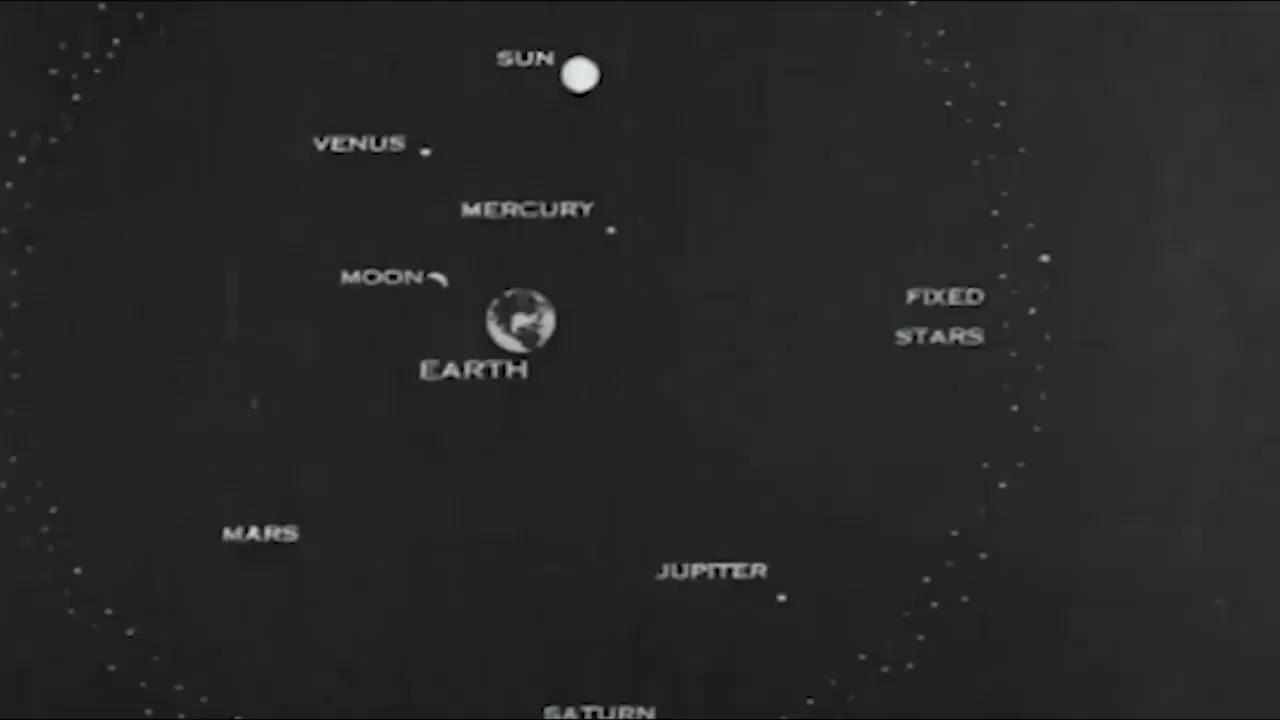 SUN
VENUS
MERCURY
MOON
FIXED
STARS
EARTH
MARS
JUPITER
SATURN